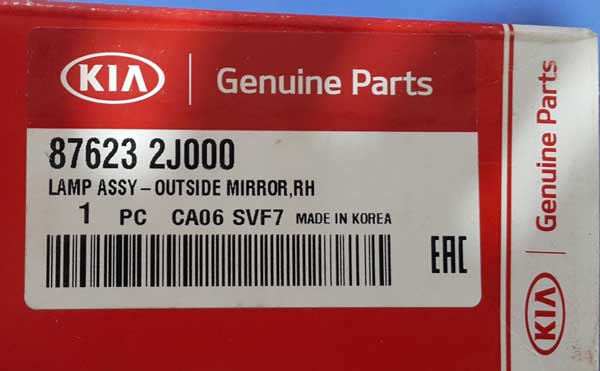 KIA | Genuine Parts
87623 2J000
LAMP ASSY-OUTSIDE MIRROR,RH
1 PC CA06 SVF7 MADE IN KOREA
EAC
KIA | Genuine Parts